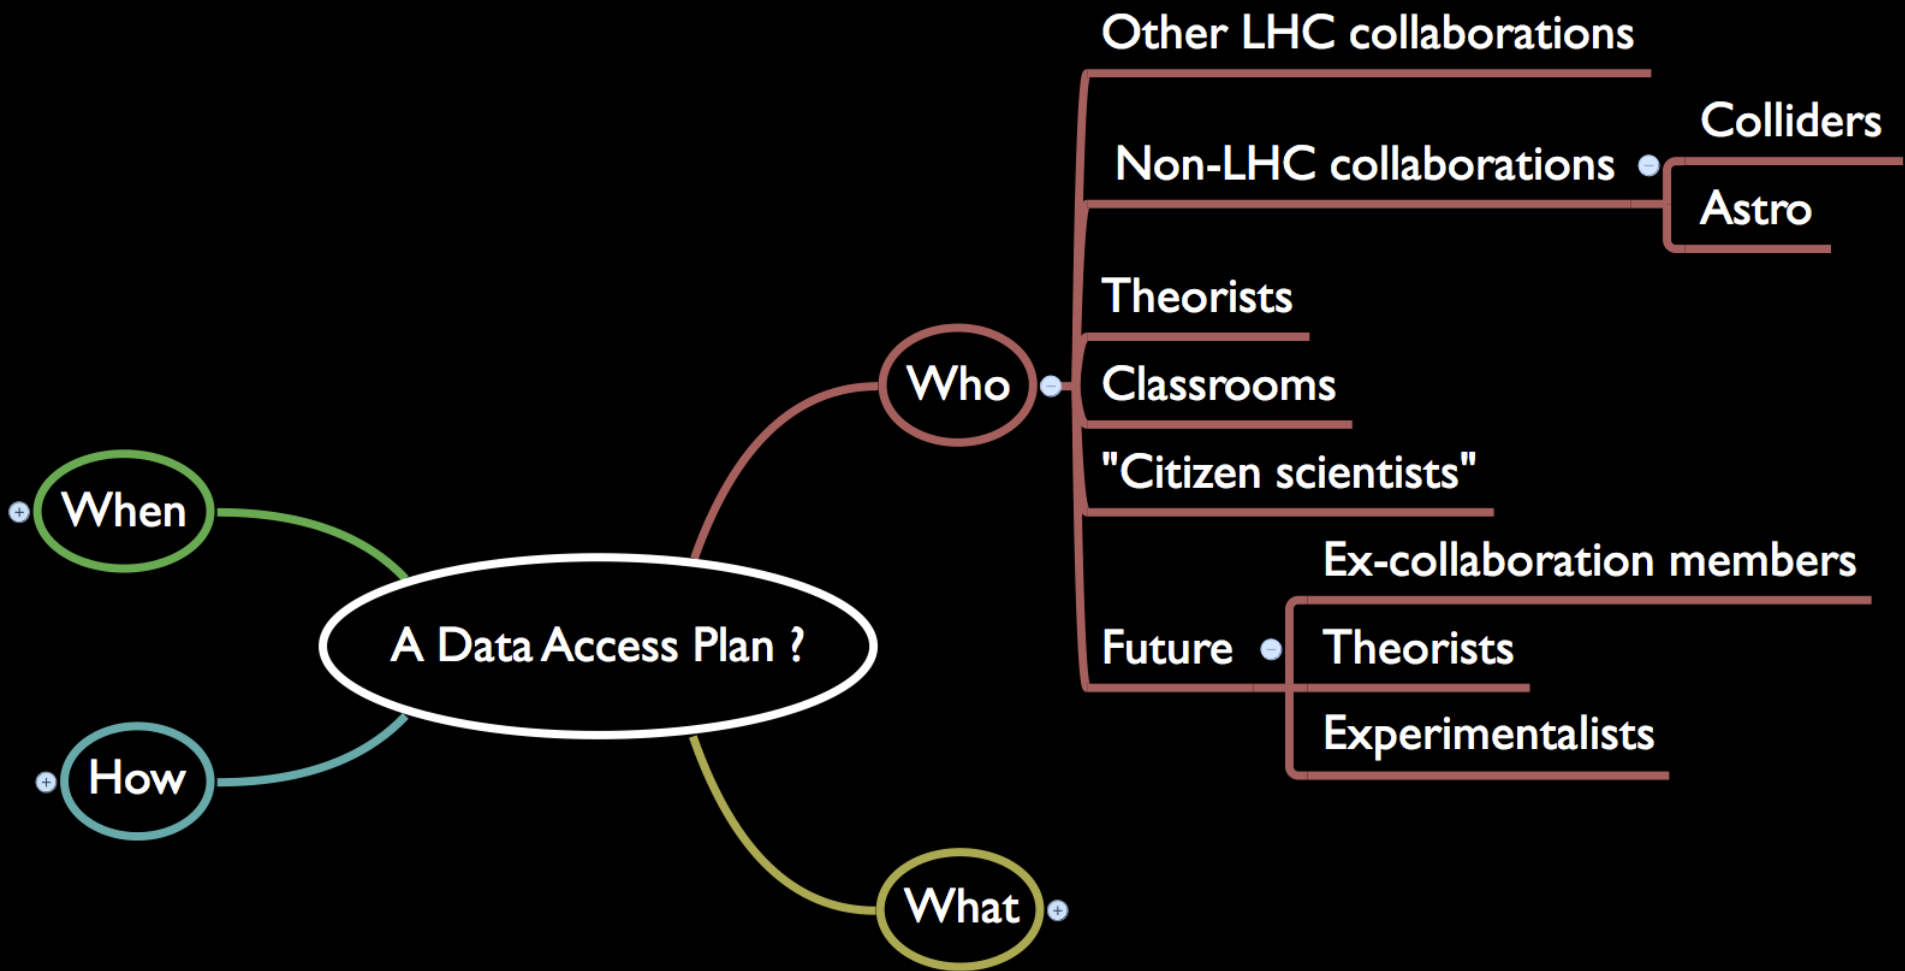 Other LHC collaborations
Non-LHC collaborations
Colliders
Astro
Theorists
Who
Classrooms
"Citizen scientists"
When
Ex-collaboration members
A Data Access Plan ?
Future
Theorists
Experimentalists
How
What